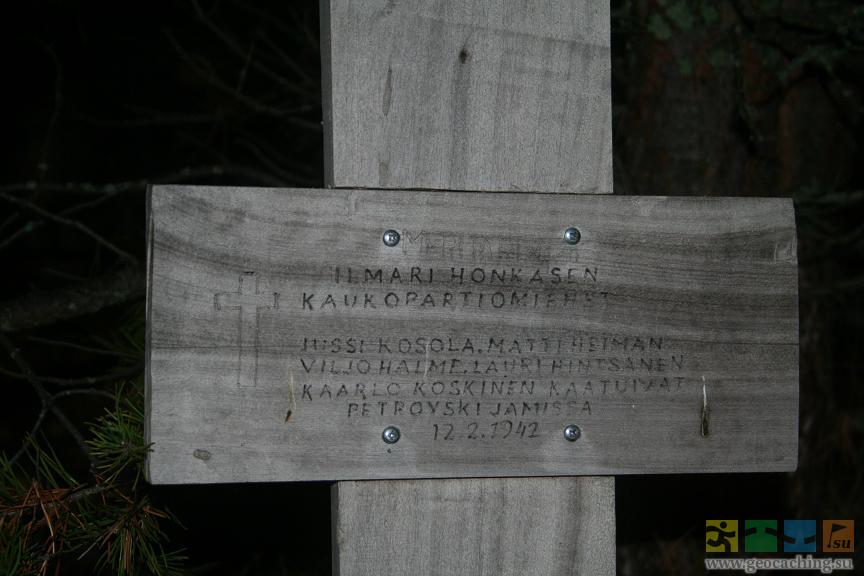 ILMARI HONKASEN
KAUKOPARTIOMIEHET
JUSSI KOSOLA. MATTI HEIMAN
VILJO HALME. LAURI HINTSANEN
KAARLO KOSKINEN KAATUIVAT
PETROVSKI JAMISSA
12.2.1942
.su
www.geocaching.su